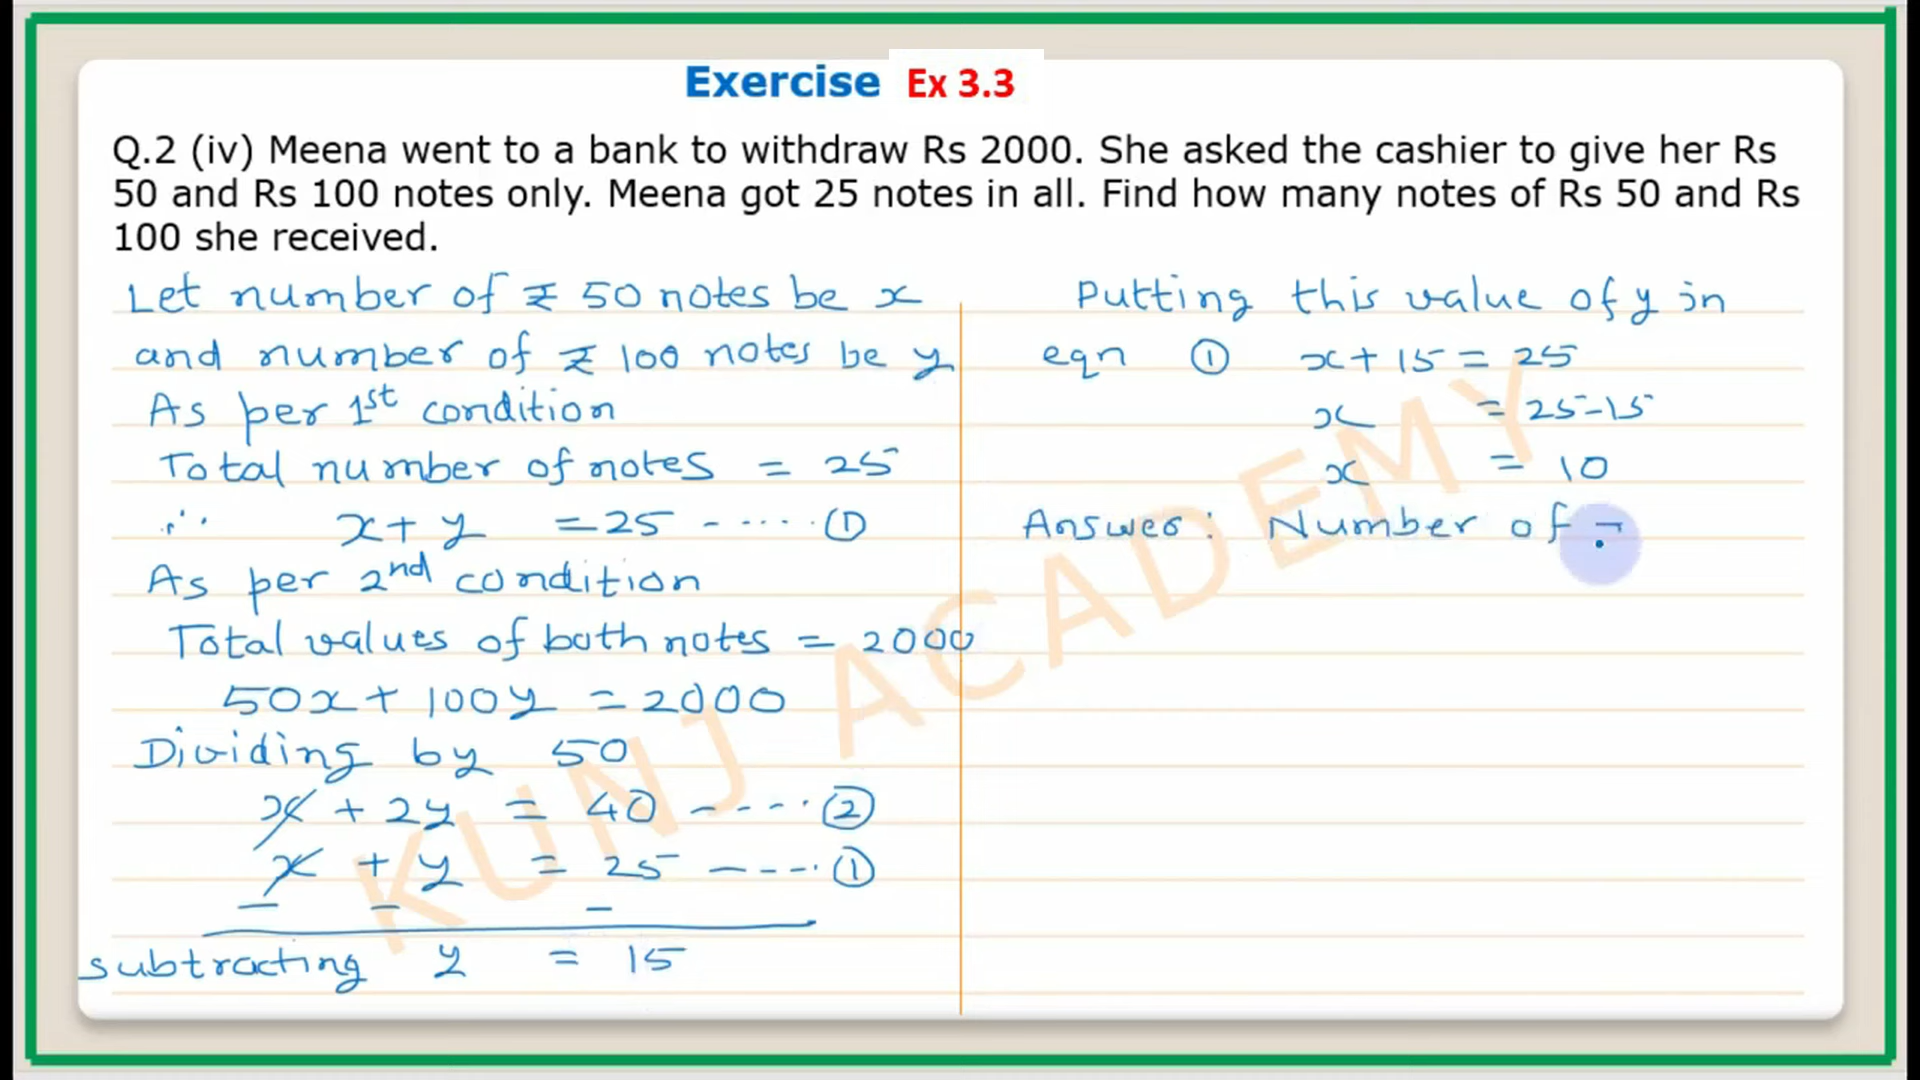 Exercise Ex 3.3
Q.2 (iv) Meena went to a bank to withdraw Rs 2000. She asked the cashier to give her Rs
50 and Rs 100 notes only. Meena got 25 notes in all. Find how many notes of Rs 50 and Rs
100 she received.
Let number of ₹ 50 notes be x
and number of ₹ 100 notes be y
As per 1st condition
Total number of notes = 25
∴ x + y = 25 - ..... ①
As per 2nd condition
Total values of both notes = 2000
50x + 100y = 2000
Dividing by 50
x + 2y = 40 ----.. ②
x + y = 25 ----. ①
– – –
subtracting y = 15
Putting this value of y in
eqn ① x + 15 = 25
x = 25-15
x = 10
Answer: Number of
KUNJ ACADEMY